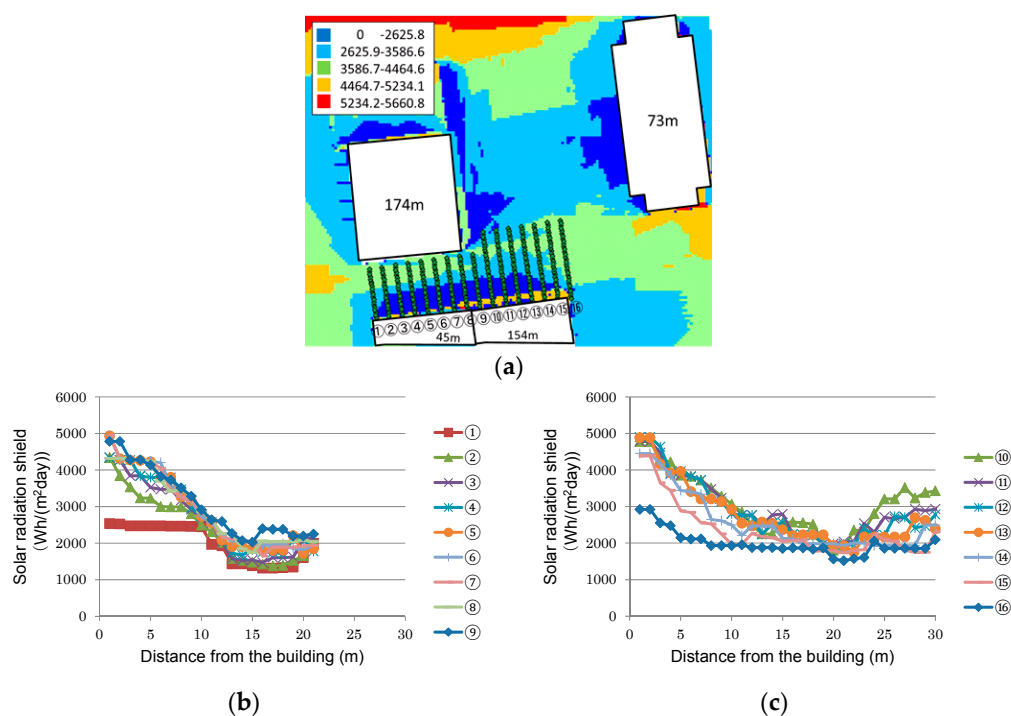 0 -2625.8
2625.9-3586.6
3586.7-4464.6
4464.7-5234.1
5234.2-5660.8
73m
174m
①②③④⑤⑥⑦⑧⑨⑩⑪⑫⑬⑭⑮⑯
45m
154m
(a)
Solar radiation shield
(Wh/(m²day))
6000
5000
4000
3000
2000
1000
0
0 5 10 15 20 25 30
Distance from the building (m)
①
②
③
④
⑤
⑥
⑦
⑧
⑨
(b)
Solar radiation shield
(Wh/(m²day))
6000
5000
4000
3000
2000
1000
0
0 5 10 15 20 25 30
Distance from the building (m)
⑩
⑪
⑫
⑬
⑭
⑮
⑯
(c)